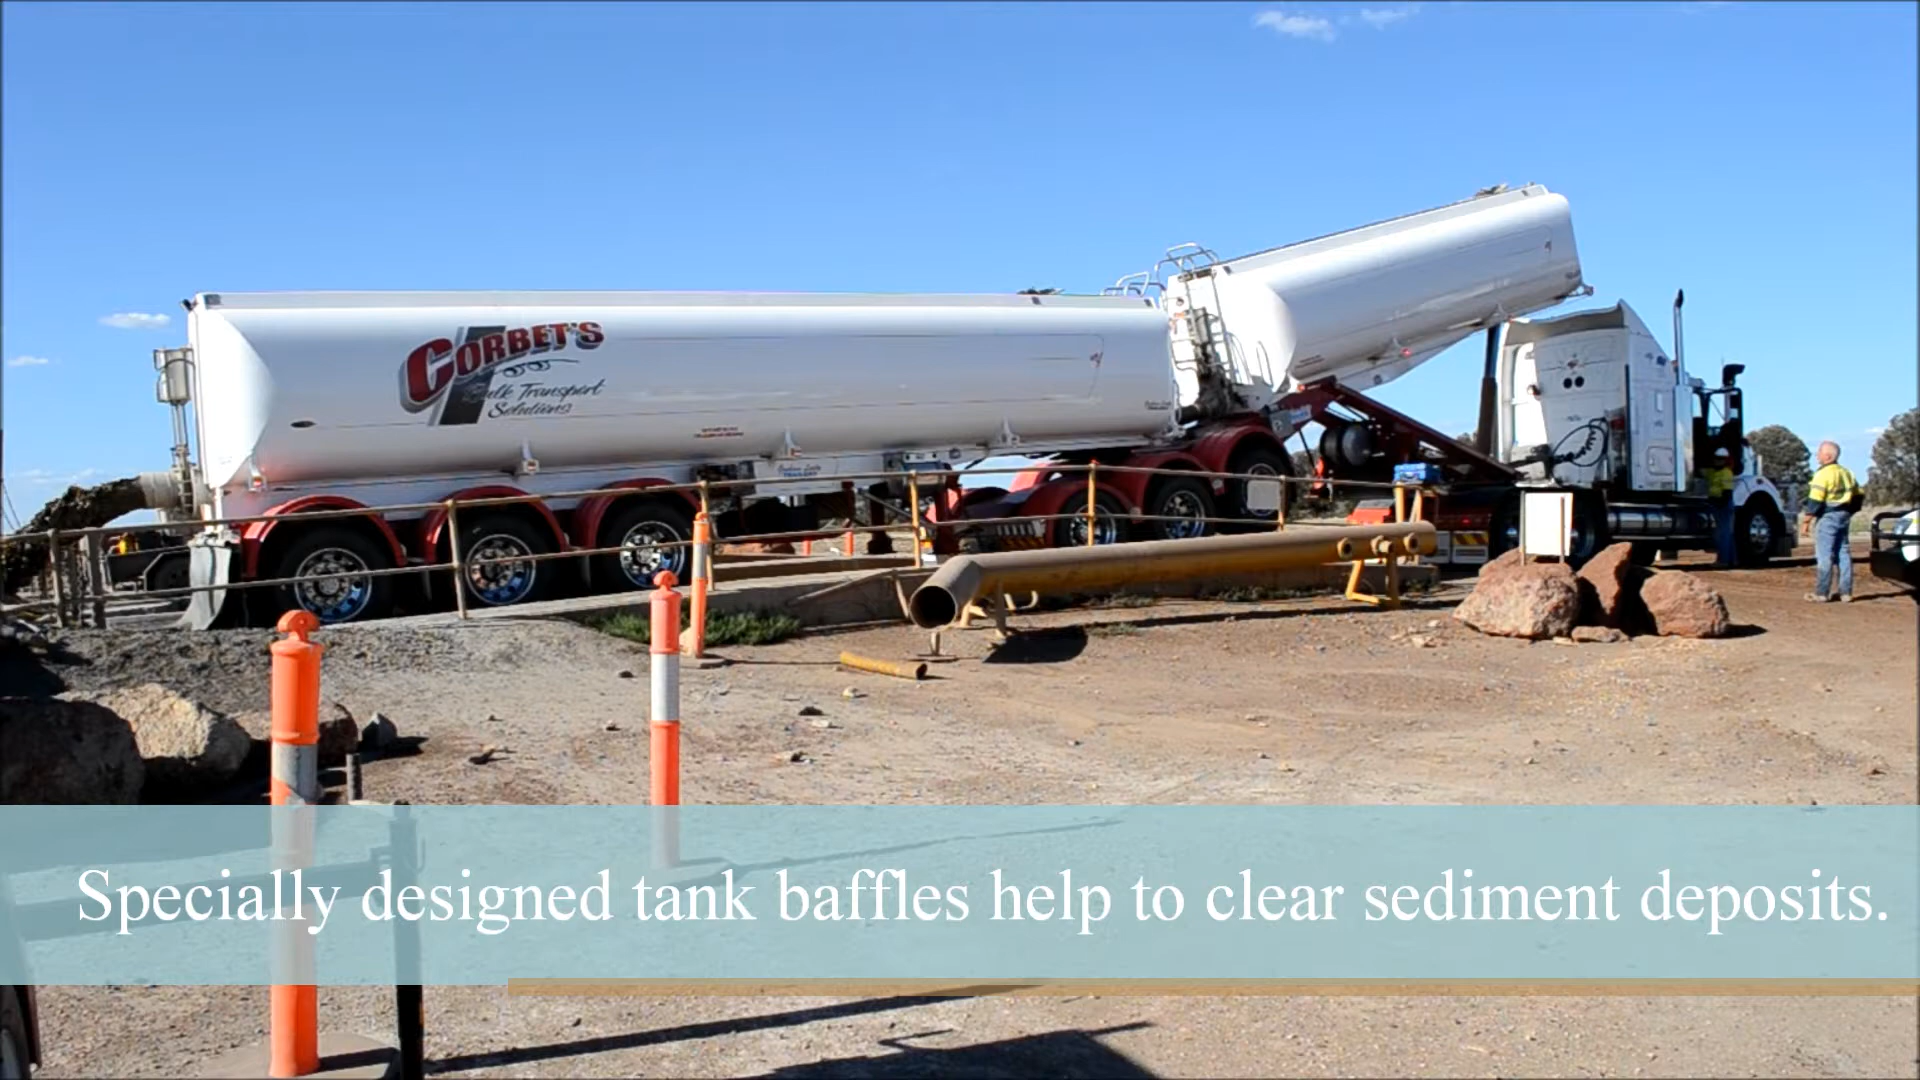 CORBET'S
Bulk Transport
Solutions
Specially designed tank baffles help to clear sediment deposits.